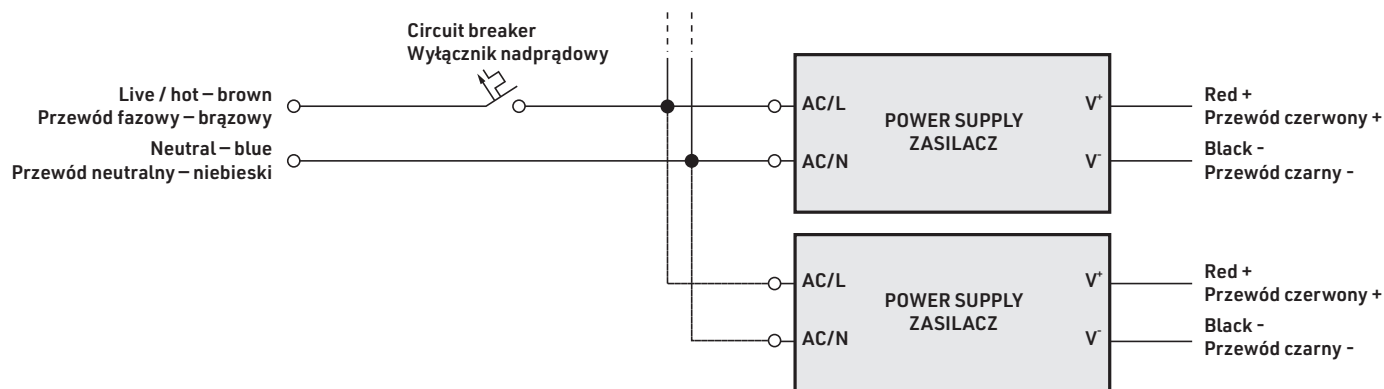 Circuit breaker
Wyłącznik nadprądowy
Live / hot – brown
Przewód fazowy – brązowy
Neutral – blue
Przewód neutralny – niebieski
AC/L
AC/N
POWER SUPPLY
ZASILACZ
V+
V-
Red +
Przewód czerwony +
Black -
Przewód czarny -
AC/L
AC/N
POWER SUPPLY
ZASILACZ
V+
V-
Red +
Przewód czerwony +
Black -
Przewód czarny -